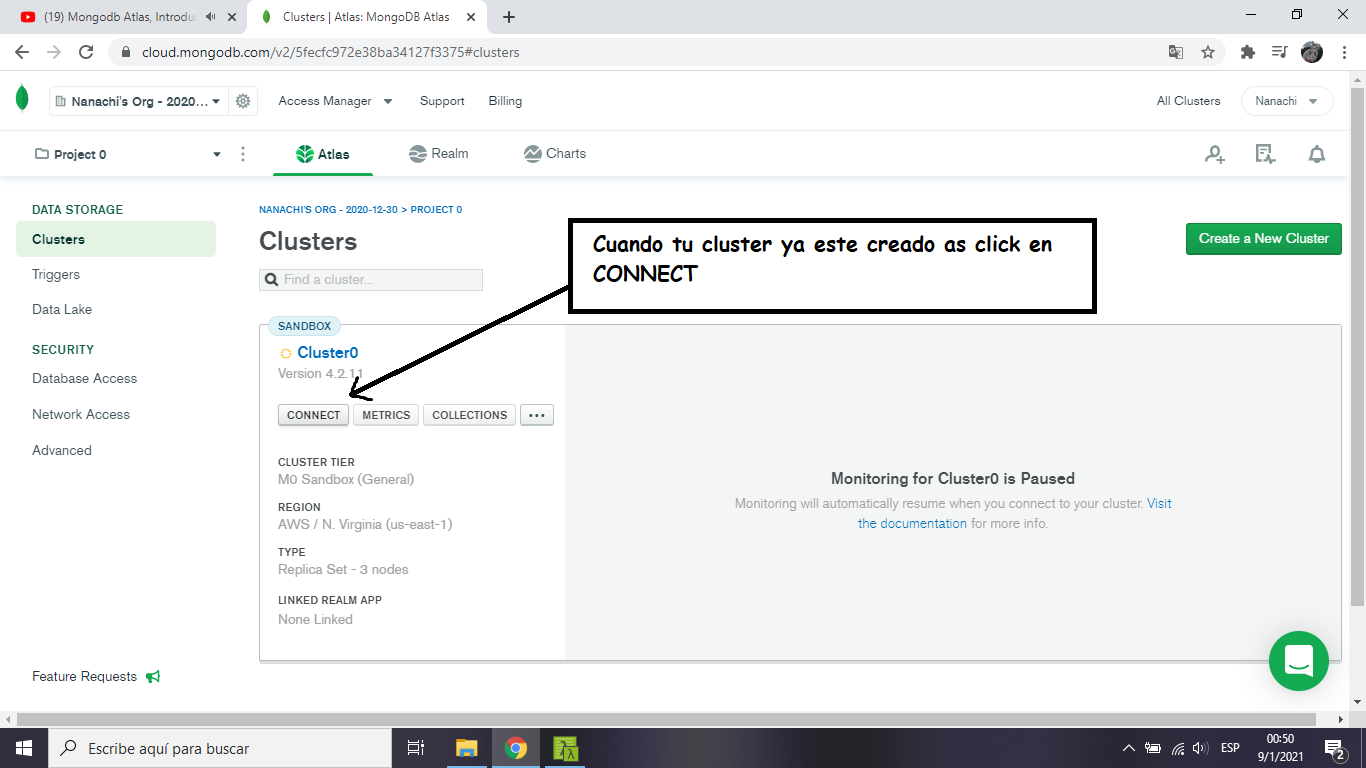 (19) Mongodb Atlas, Introdu
Clusters | Atlas: MongoDB Atlas
cloud.mongodb.com/v2/5fecfc972e38ba34127f3375#clusters
Nanachi's Org - 2020...
Access Manager
Support
Billing
All Clusters
Nanachi
Project 0
Atlas
Realm
Charts
DATA STORAGE
Clusters
Triggers
Data Lake
SECURITY
Database Access
Network Access
Advanced
Feature Requests
NANACHI'S ORG - 2020-12-30 > PROJECT 0
Clusters
Find a cluster...
Cuando tu cluster ya este creado as click en
CONNECT
Create a New Cluster
SANDBOX
Cluster0
Version 4.2.11
CONNECT
METRICS
COLLECTIONS
...
CLUSTER TIER
M0 Sandbox (General)
REGION
AWS / N. Virginia (us-east-1)
TYPE
Replica Set - 3 nodes
LINKED REALM APP
None Linked
Monitoring for Cluster0 is Paused
Monitoring will automatically resume when you connect to your cluster. Visit
the documentation for more info.
Escribe aquí para buscar
ESP
00:50
9/1/2021
2